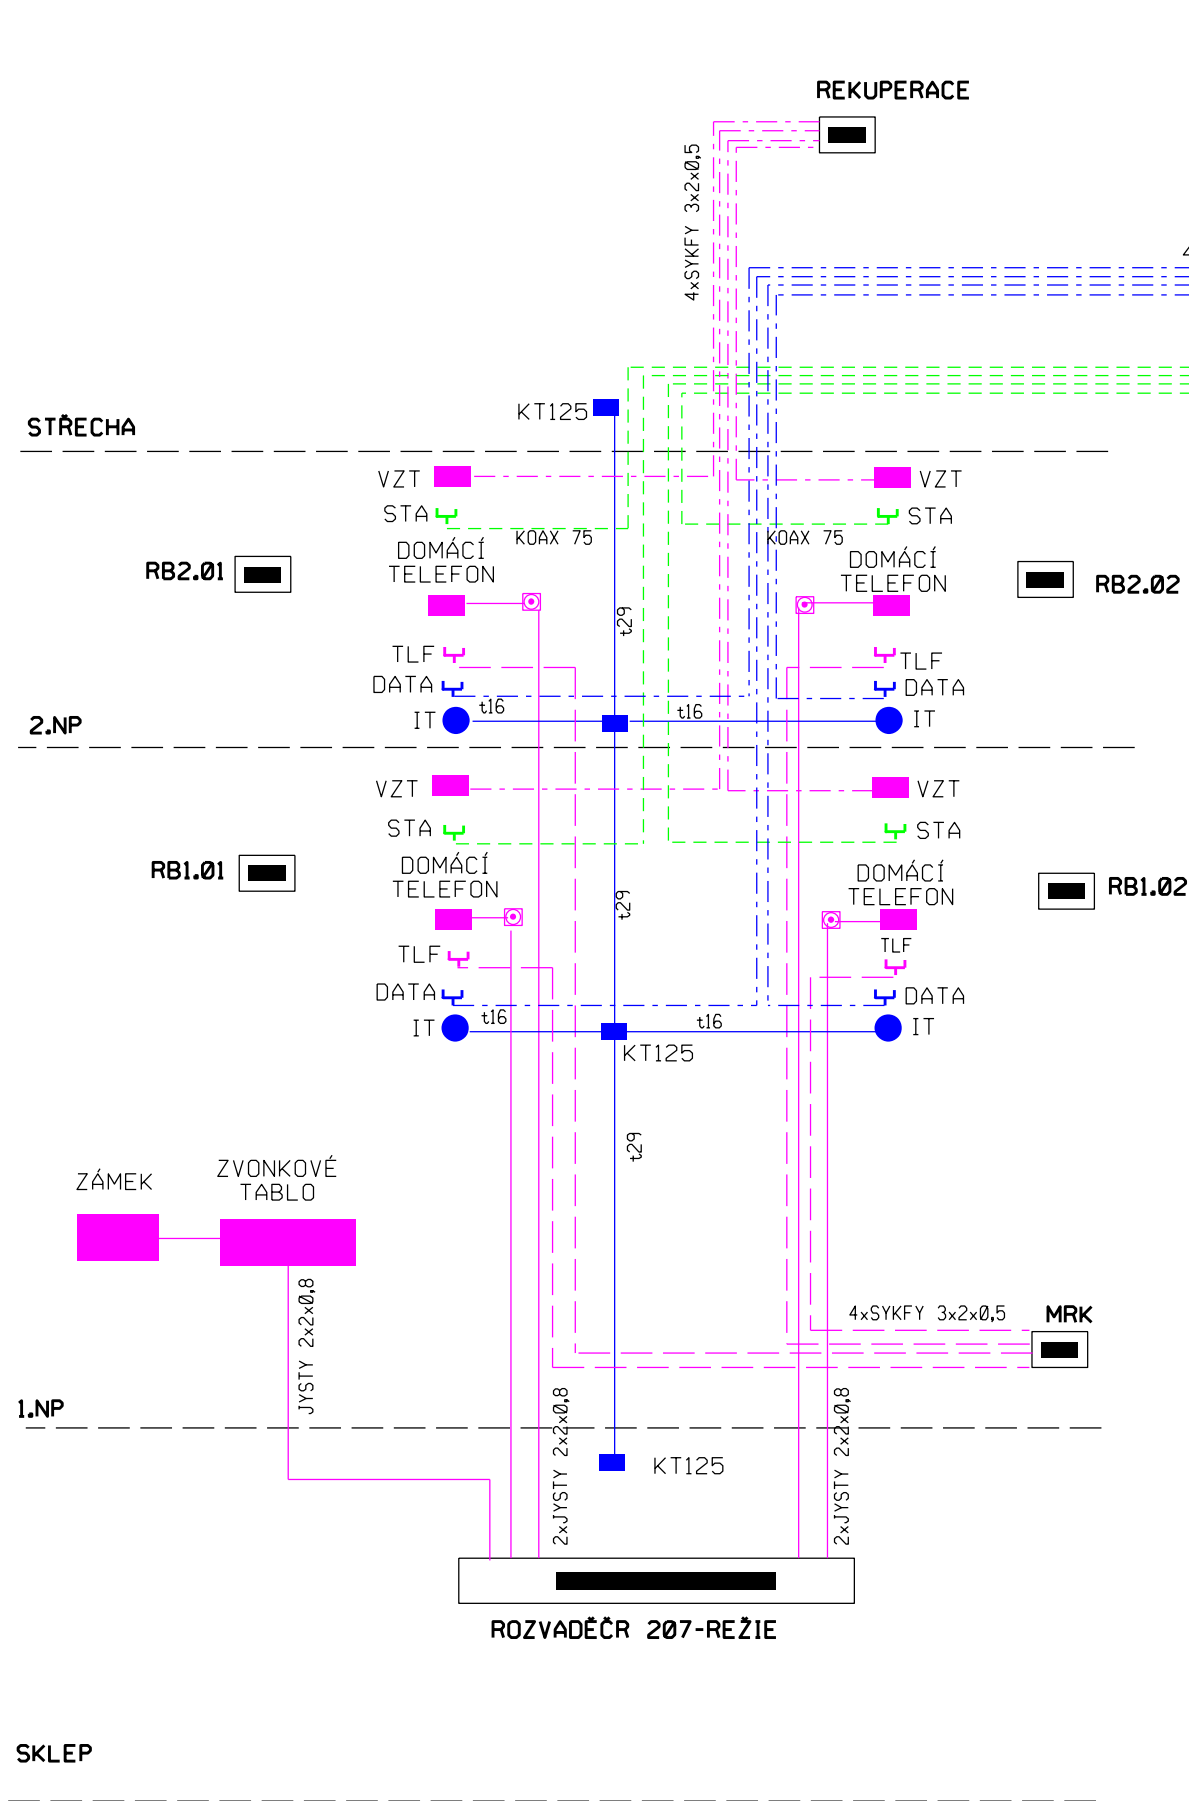 REKUPERACE
4xSYKFY 3x2x0,5
4
KT125
STŘECHA
VZT
VZT
STA
STA
KOAX 75
KOAX 75
DOMÁCÍ
TELEFON
DOMÁCÍ
TELEFON
RB2.01
RB2.02
t29
TLF
TLF
DATA
DATA
t16
t16
IT
IT
2.NP
VZT
VZT
STA
STA
DOMÁCÍ
TELEFON
DOMÁCÍ
TELEFON
RB1.01
RB1.02
t29
TLF
TLF
DATA
DATA
t16
t16
IT
IT
KT125
t29
ZÁMEK
ZVONKOVÉ
TABLO
JYSTY 2x2x0,8
4xSYKFY 3x2x0,5
MRK
1.NP
2xJYSTY 2x2x0,8
2xJYSTY 2x2x0,8
KT125
ROZVADĚČR 207-REŽIE
SKLEP